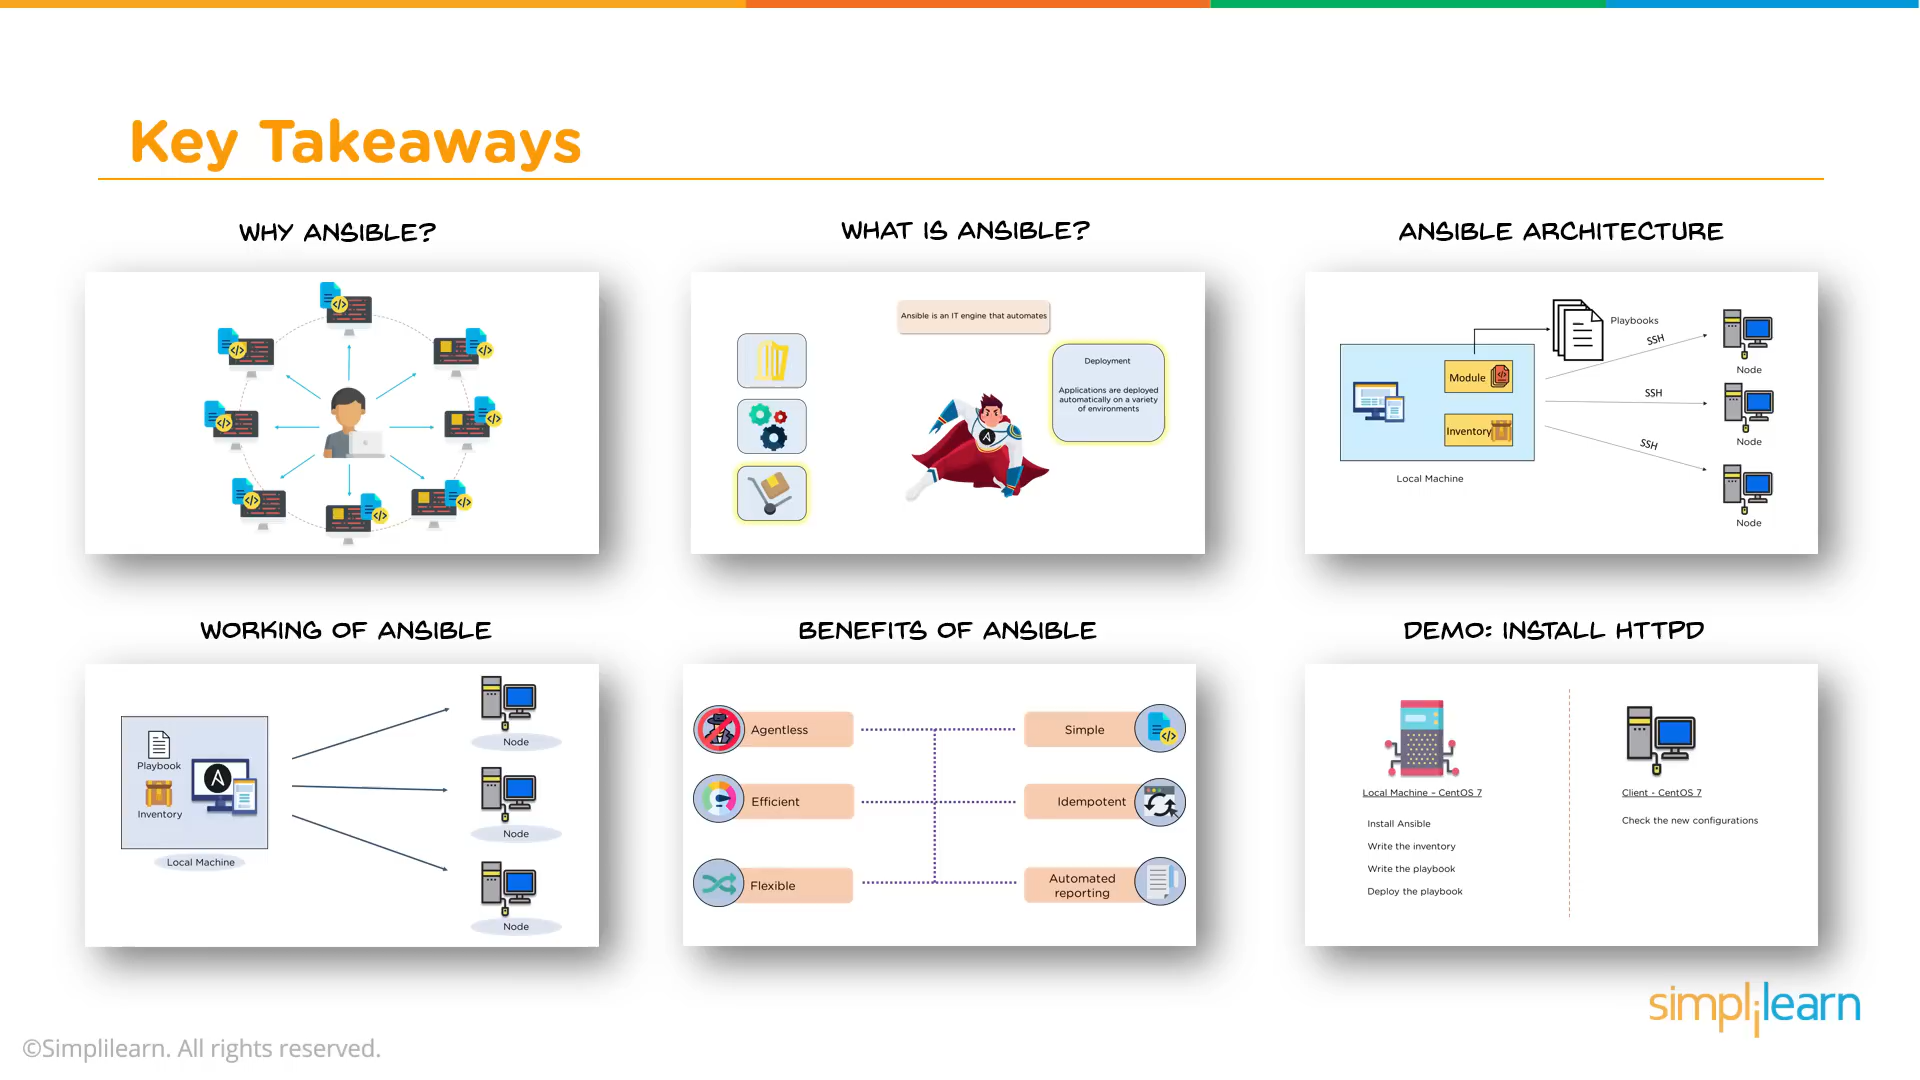 Key Takeaways
WHY ANSIBLE?
WHAT IS ANSIBLE?
Ansible is an IT engine that automates
Deployment
Applications are deployed
automatically on a variety
of environments
ANSIBLE ARCHITECTURE
Playbooks
SSH
Node
Module
SSH
Inventory
Node
SSH
Local Machine
Node
WORKING OF ANSIBLE
Playbook
Inventory
Local Machine
Node
Node
Node
BENEFITS OF ANSIBLE
Agentless
Simple
Efficient
Idempotent
Flexible
Automated
reporting
DEMO: INSTALL HTTPD
Local Machine – CentOS 7
Install Ansible
Write the inventory
Write the playbook
Deploy the playbook
Client - CentOS 7
Check the new configurations
simplilearn
©Simplilearn. All rights reserved.